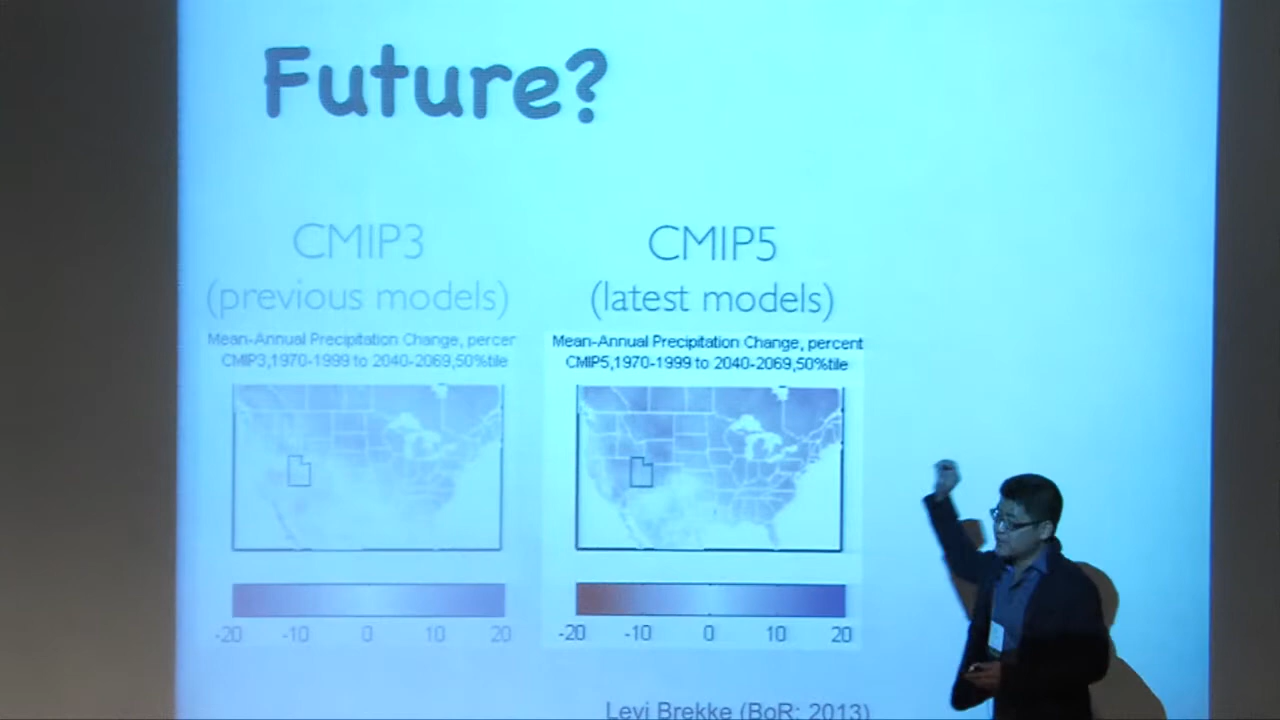 Future?
CMIP3
(previous models)
Mean-Annual Precipitation Change, percen
CMIP3,1970-1999 to 2040-2069,50%tile
-20 -10 0 10 20
CMIP5
(latest models)
Mean-Annual Precipitation Change, percent
CMIP5,1970-1999 to 2040-2069,50%tile
-20 -10 0 10 20
Levi Brekke (BoR; 2013)